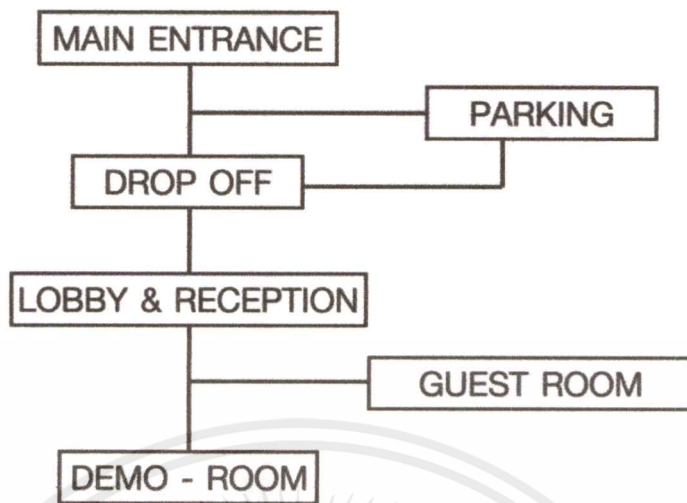 MAIN ENTRANCE
PARKING
DROP OFF
LOBBY & RECEPTION
GUEST ROOM
DEMO - ROOM